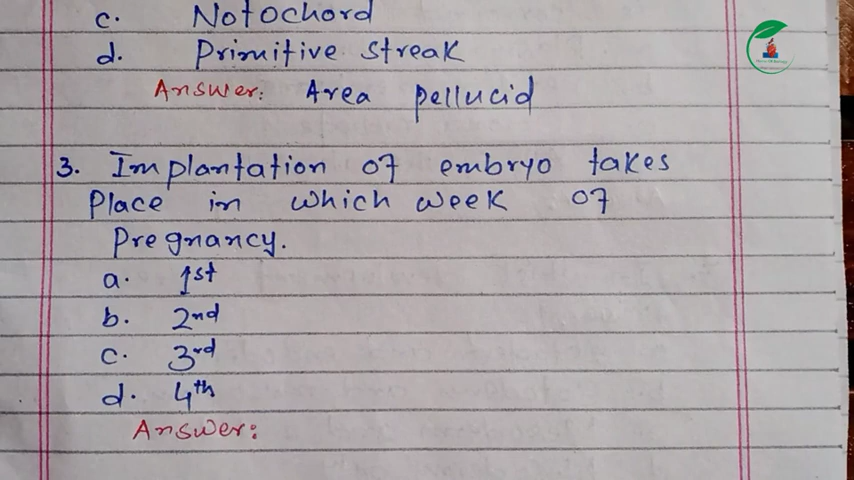 c. Notochord
d. Primitive streak
Answer: Area pellucid
3. Implantation of embryo takes
Place in which week of
Pregnancy.
a. 1st
b. 2nd
c. 3rd
d. 4th
Answer: